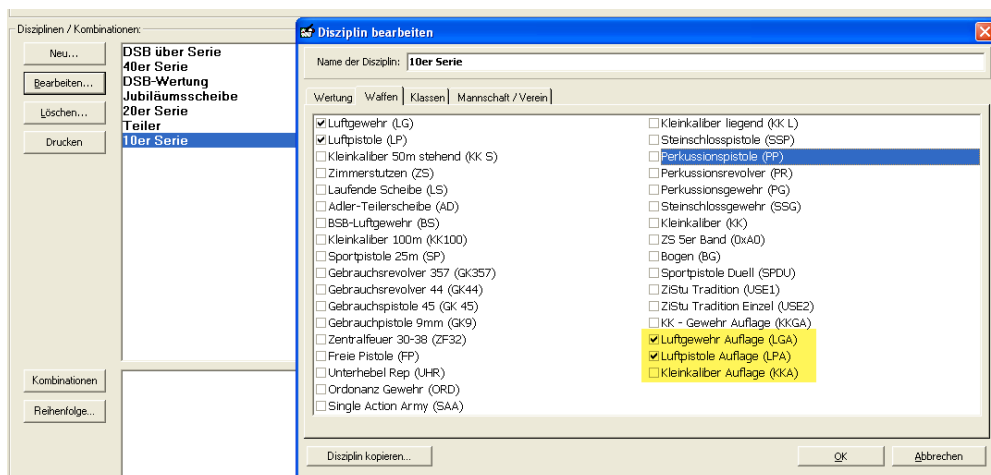 Disziplinen / Kombinationen:
Neu...
Bearbeiten...
Löschen...
Drucken
DSB über Serie
40er Serie
DSB-Wertung
Jubiläumsscheibe
20er Serie
Teiler
10er Serie
Kombinationen
Reihenfolge...
Disziplin bearbeiten
Name der Disziplin: 10er Serie
Wertung Waffen Klassen Mannschaft / Verein
Luftgewehr (LG)
Luftpistole (LP)
Kleinkaliber 50m stehend (KK S)
Zimmerstutzen (ZS)
Laufende Scheibe (LS)
Adler-Teilerscheibe (AD)
BSB-Luftgewehr (BS)
Kleinkaliber 100m (KK100)
Sportpistole 25m (SP)
Gebrauchsrevolver 357 (GK357)
Gebrauchsrevolver 44 (GK44)
Gebrauchspistole 45 (GK 45)
Gebrauchpistole 9mm (GK9)
Zentralfeuer 30-38 (ZF32)
Freie Pistole (FP)
Unterhebel Rep (UHR)
Ordonanz Gewehr (ORD)
Single Action Army (SAA)
Kleinkaliber liegend (KK L)
Steinschlosspistole (SSP)
Perkussionspistole (PP)
Perkussionsrevolver (PR)
Perkussionsgewehr (PG)
Steinschlossgewehr (SSG)
Kleinkaliber (KK)
ZS 5er Band (0xA0)
Bogen (BG)
Sportpistole Duell (SPDU)
ZiStu Tradition (USE1)
ZiStu Tradition Einzel (USE2)
KK - Gewehr Auflage (KKGA)
Luftgewehr Auflage (LGA)
Luftpistole Auflage (LPA)
Kleinkaliber Auflage (KKA)
Disziplin kopieren...
OK
Abbrechen